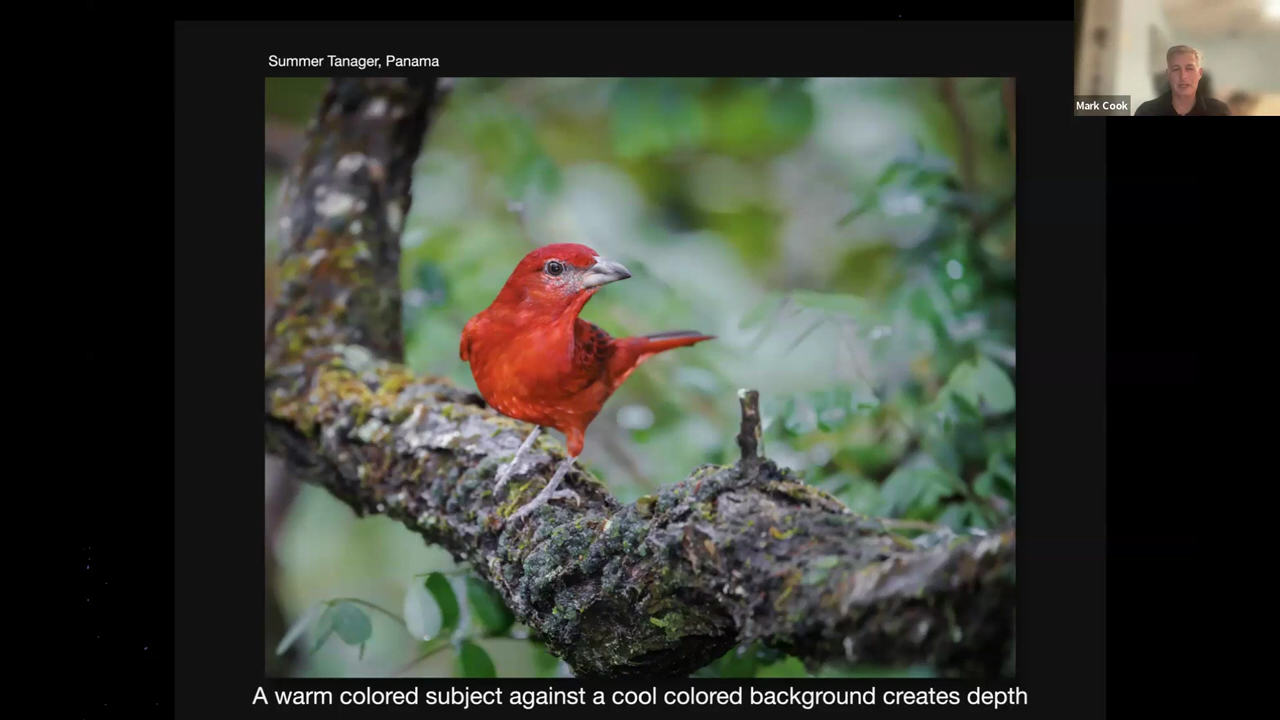 Summer Tanager, Panama
Mark Cook
A warm colored subject against a cool colored background creates depth